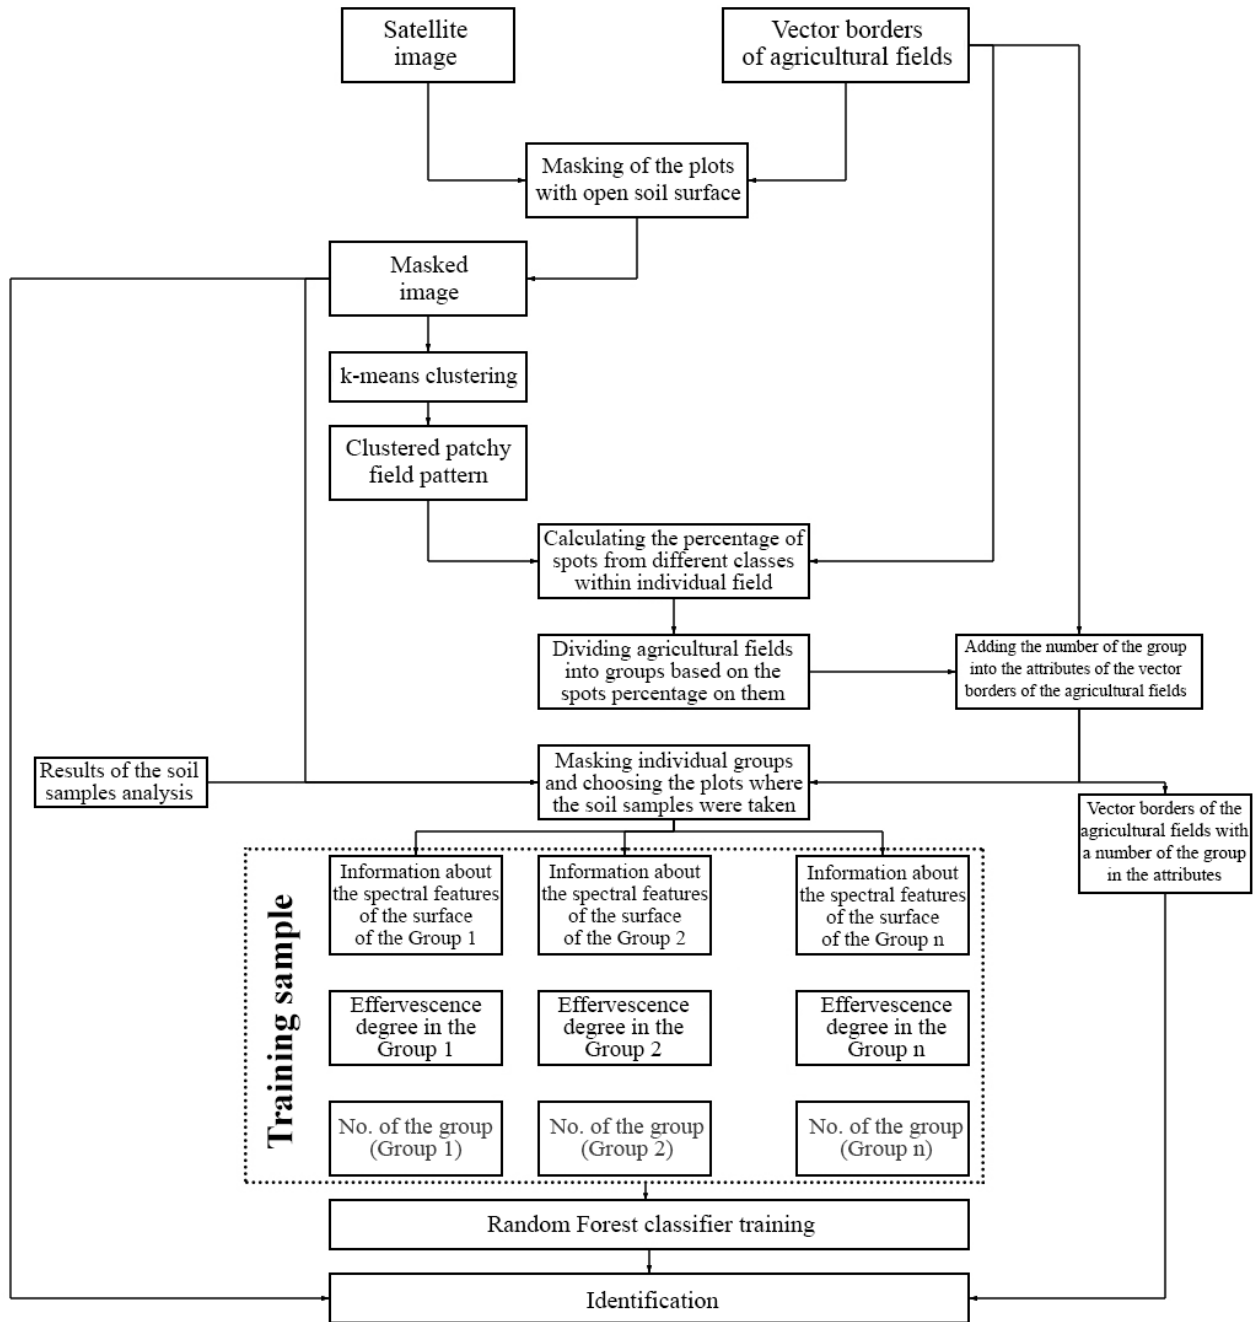 Satellite
image
Vector borders
of agricultural fields
Masking of the plots
with open soil surface
Masked
image
k-means clustering
Clustered patchy
field pattern
Calculating the percentage of
spots from different classes
within individual field
Dividing agricultural fields
into groups based on the
spots percentage on them
Adding the number of the group
into the attributes of the vector
borders of the agricultural fields
Results of the soil
samples analysis
Masking individual groups
and choosing the plots where
the soil samples were taken
Vector borders of the
agricultural fields with
a number of the group
in the attributes
Training sample
Information about
the spectral features
of the surface
of the Group 1
Information about
the spectral features
of the surface
of the Group 2
Information about
the spectral features
of the surface
of the Group n
Effervescence
degree in the
Group 1
Effervescence
degree in the
Group 2
Effervescence
degree in the
Group n
No. of the group
(Group 1)
No. of the group
(Group 2)
No. of the group
(Group n)
Random Forest classifier training
Identification